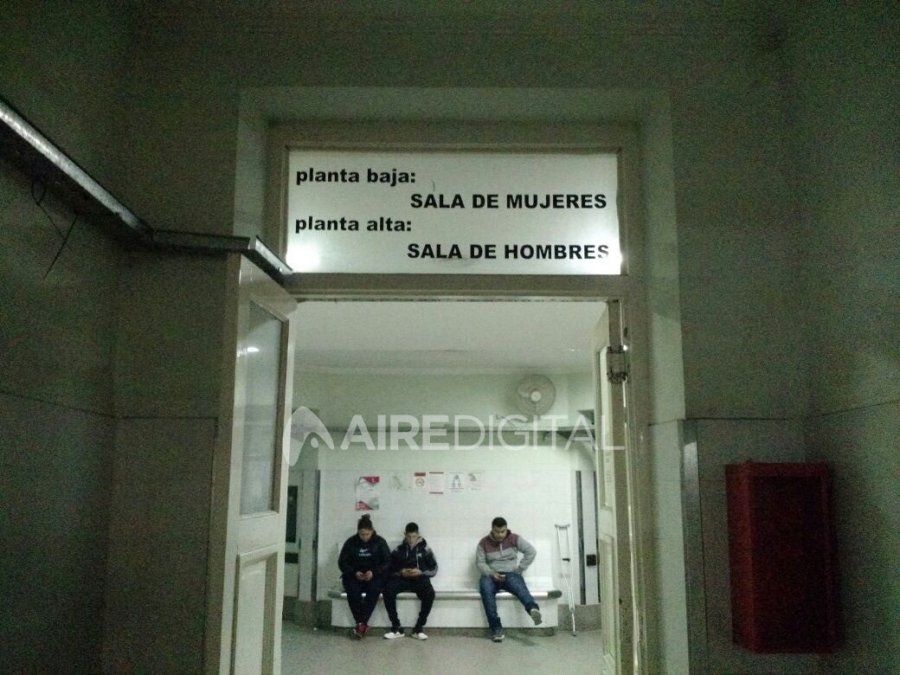 planta baja:
SALA DE MUJERES
planta alta:
SALA DE HOMBRES
AIREDIGITAL